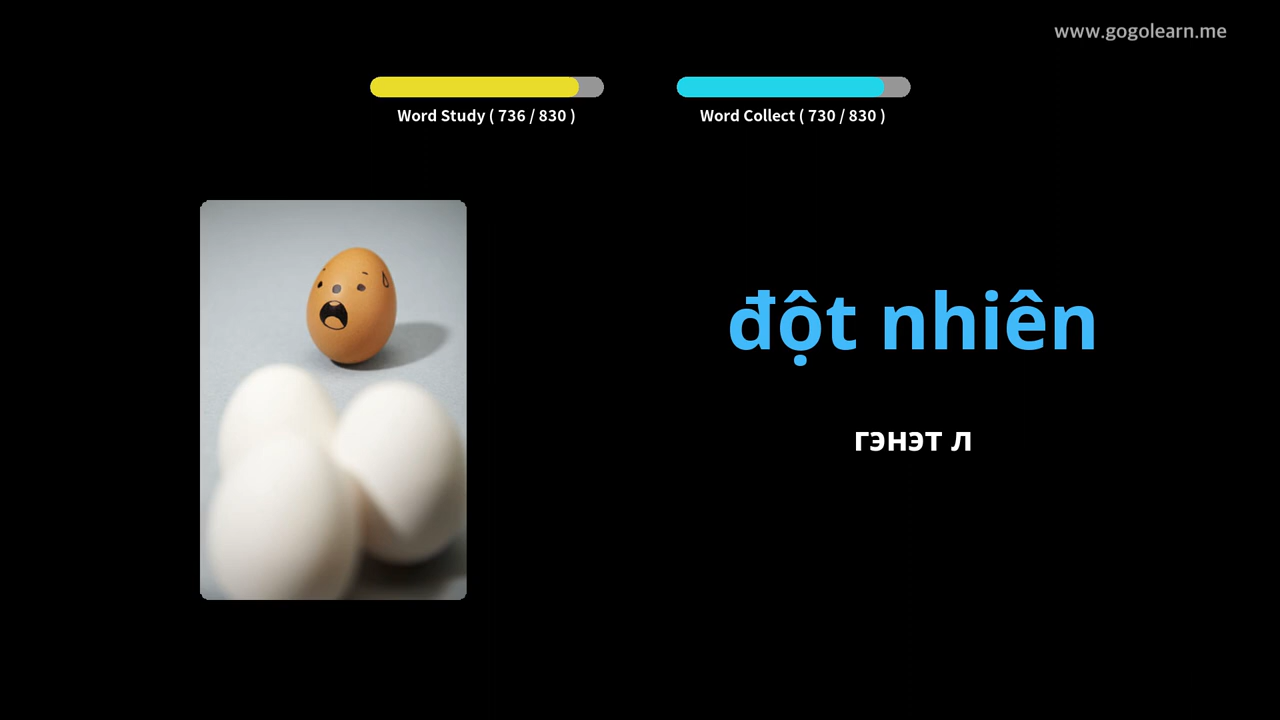 www.gogolearn.me
Word Study ( 736 / 830 )
Word Collect ( 730 / 830 )
đột nhiên
гэнэт л